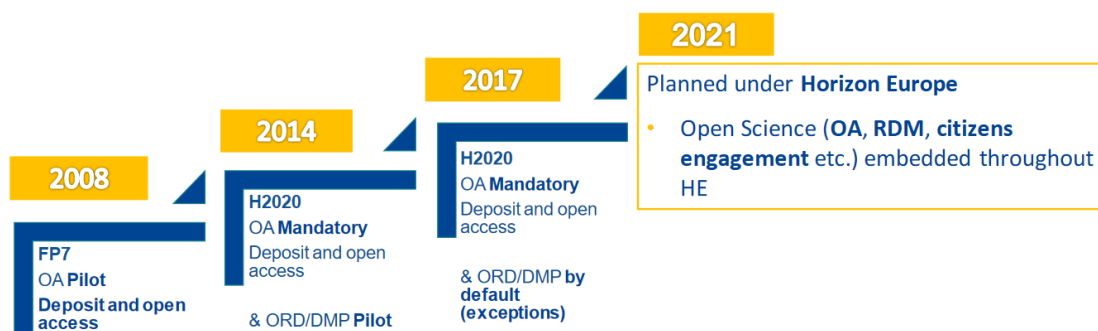 2008
FP7
OA Pilot
Deposit and open
access
2014
H2020
OA Mandatory
Deposit and open
access
& ORD/DMP Pilot
2017
H2020
OA Mandatory
Deposit and open
access
& ORD/DMP by
default
(exceptions)
2021
Planned under Horizon Europe
• Open Science (OA, RDM, citizens
engagement etc.) embedded throughout
HE